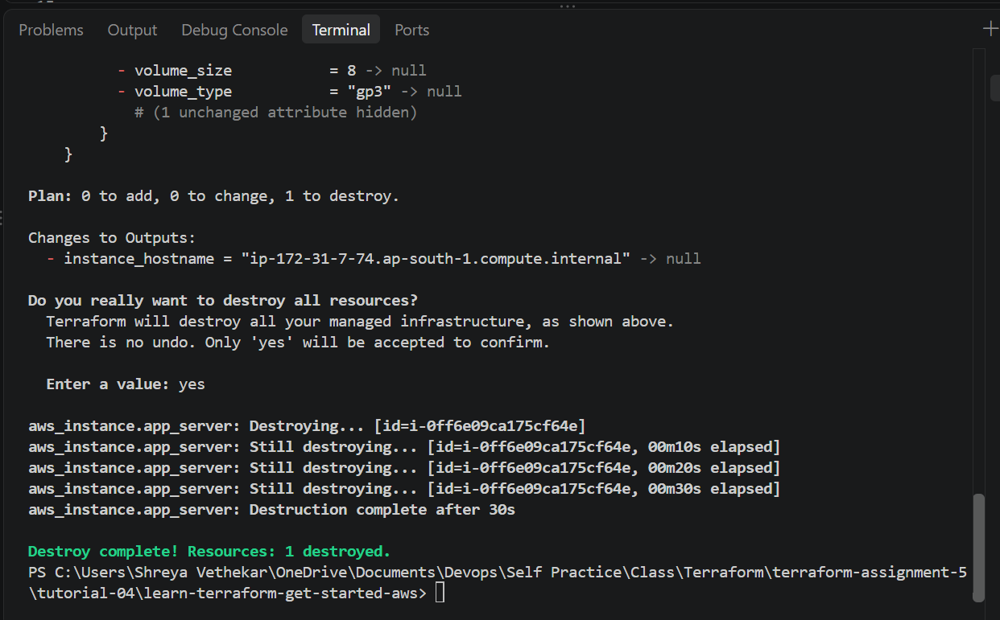 Problems Output Debug Console Terminal Ports
- volume_size = 8 -> null
- volume_type = "gp3" -> null
# (1 unchanged attribute hidden)
}
}
Plan: 0 to add, 0 to change, 1 to destroy.
Changes to Outputs:
- instance_hostname = "ip-172-31-7-74.ap-south-1.compute.internal" -> null
Do you really want to destroy all resources?
Terraform will destroy all your managed infrastructure, as shown above.
There is no undo. Only 'yes' will be accepted to confirm.
Enter a value: yes
aws_instance.app_server: Destroying... [id=i-0ff6e09ca175cf64e]
aws_instance.app_server: Still destroying... [id=i-0ff6e09ca175cf64e, 00m10s elapsed]
aws_instance.app_server: Still destroying... [id=i-0ff6e09ca175cf64e, 00m20s elapsed]
aws_instance.app_server: Still destroying... [id=i-0ff6e09ca175cf64e, 00m30s elapsed]
aws_instance.app_server: Destruction complete after 30s
Destroy complete! Resources: 1 destroyed.
PS C:\Users\Shreya Vethekar\OneDrive\Documents\Devops\Self Practice\Class\Terraform\terraform-assignment-5
\tutorial-04\learn-terraform-get-started-aws>